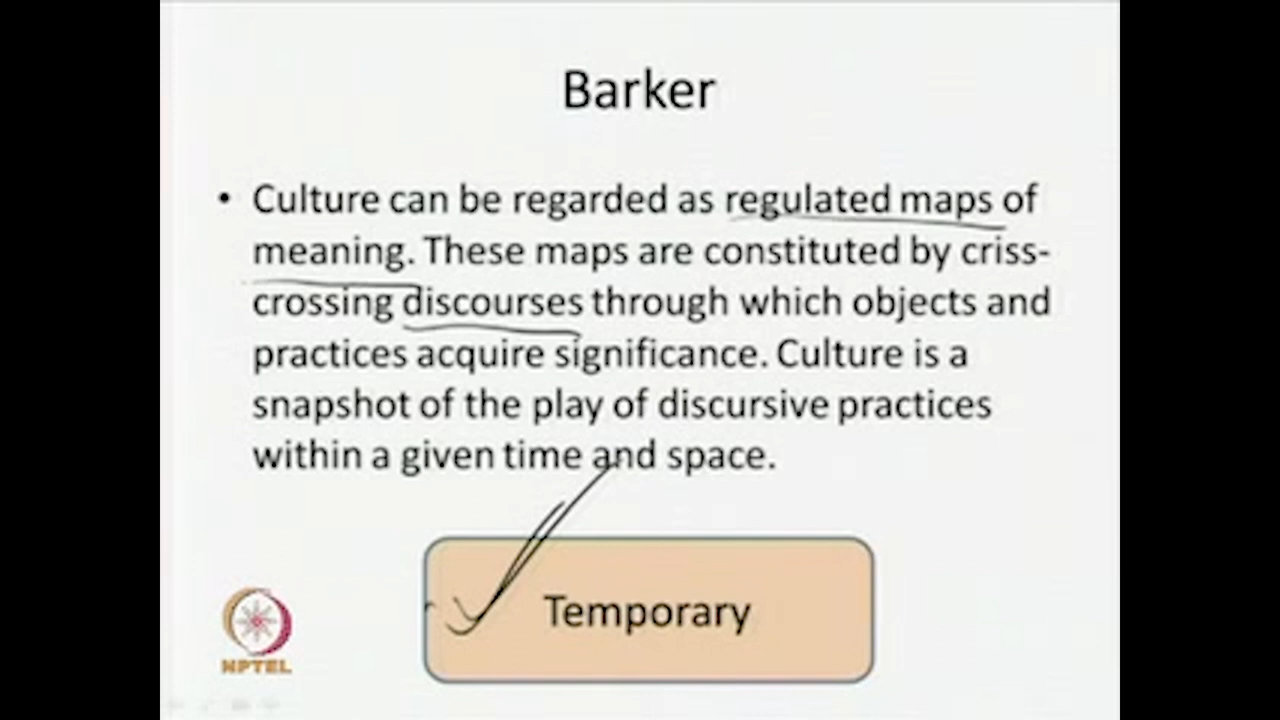 Barker
• Culture can be regarded as regulated maps of
meaning. These maps are constituted by criss-
crossing discourses through which objects and
practices acquire significance. Culture is a
snapshot of the play of discursive practices
within a given time and space.
Temporary
NPTEL